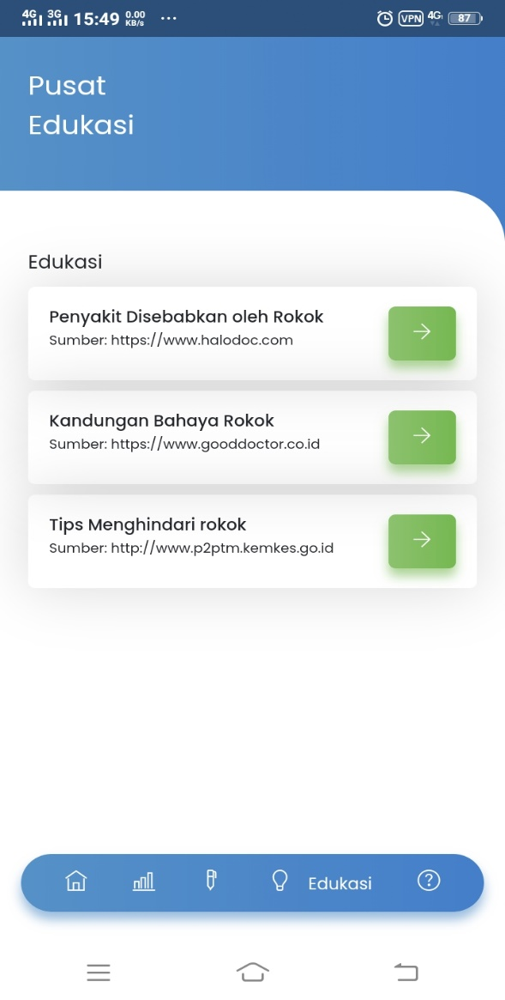 4G 3G 15:49 0.00 KB/s ... VPN 4G 87
Pusat
Edukasi
Edukasi
Penyakit Disebabkan oleh Rokok
Sumber: https://www.halodoc.com
Kandungan Bahaya Rokok
Sumber: https://www.gooddoctor.co.id
Tips Menghindari rokok
Sumber: http://www.p2ptm.kemkes.go.id
Edukasi